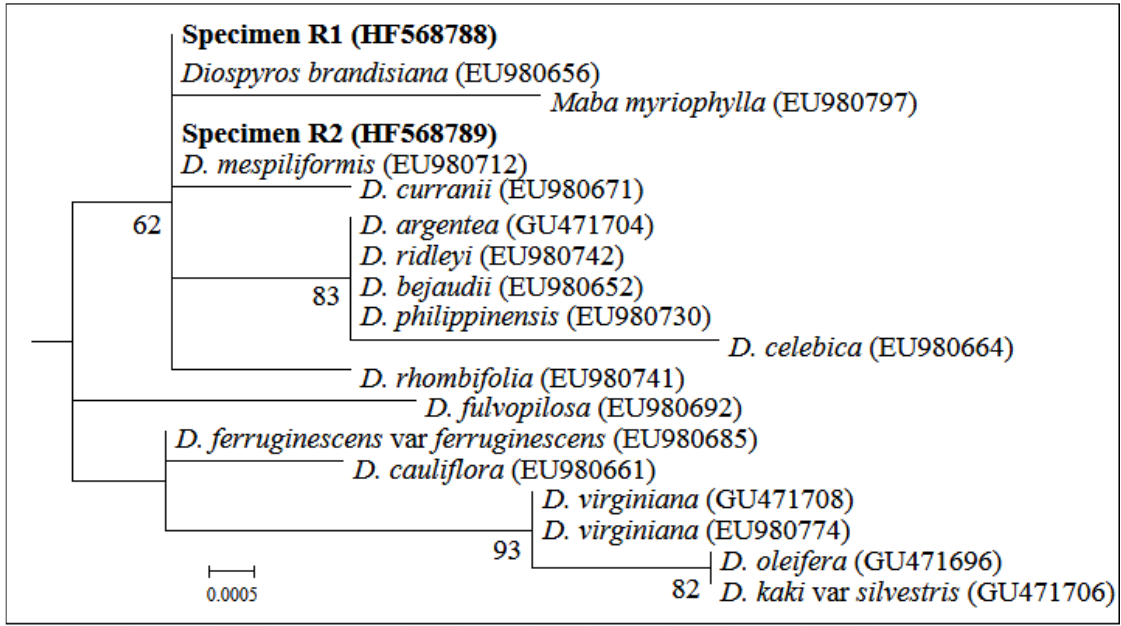 Specimen R1 (HF568788)
Diospyros brandisiana (EU980656)
Maba myriophylla (EU980797)
Specimen R2 (HF568789)
D. mespiliformis (EU980712)
D. curranii (EU980671)
62
D. argentea (GU471704)
D. ridleyi (EU980742)
D. bejaudii (EU980652)
83
D. philippinensis (EU980730)
D. celebica (EU980664)
D. rhombifolia (EU980741)
D. fulvopilosa (EU980692)
D. ferruginescens var ferruginescens (EU980685)
D. cauliflora (EU980661)
D. virginiana (GU471708)
D. virginiana (EU980774)
93
D. oleifera (GU471696)
82
D. kaki var silvestris (GU471706)
0.0005